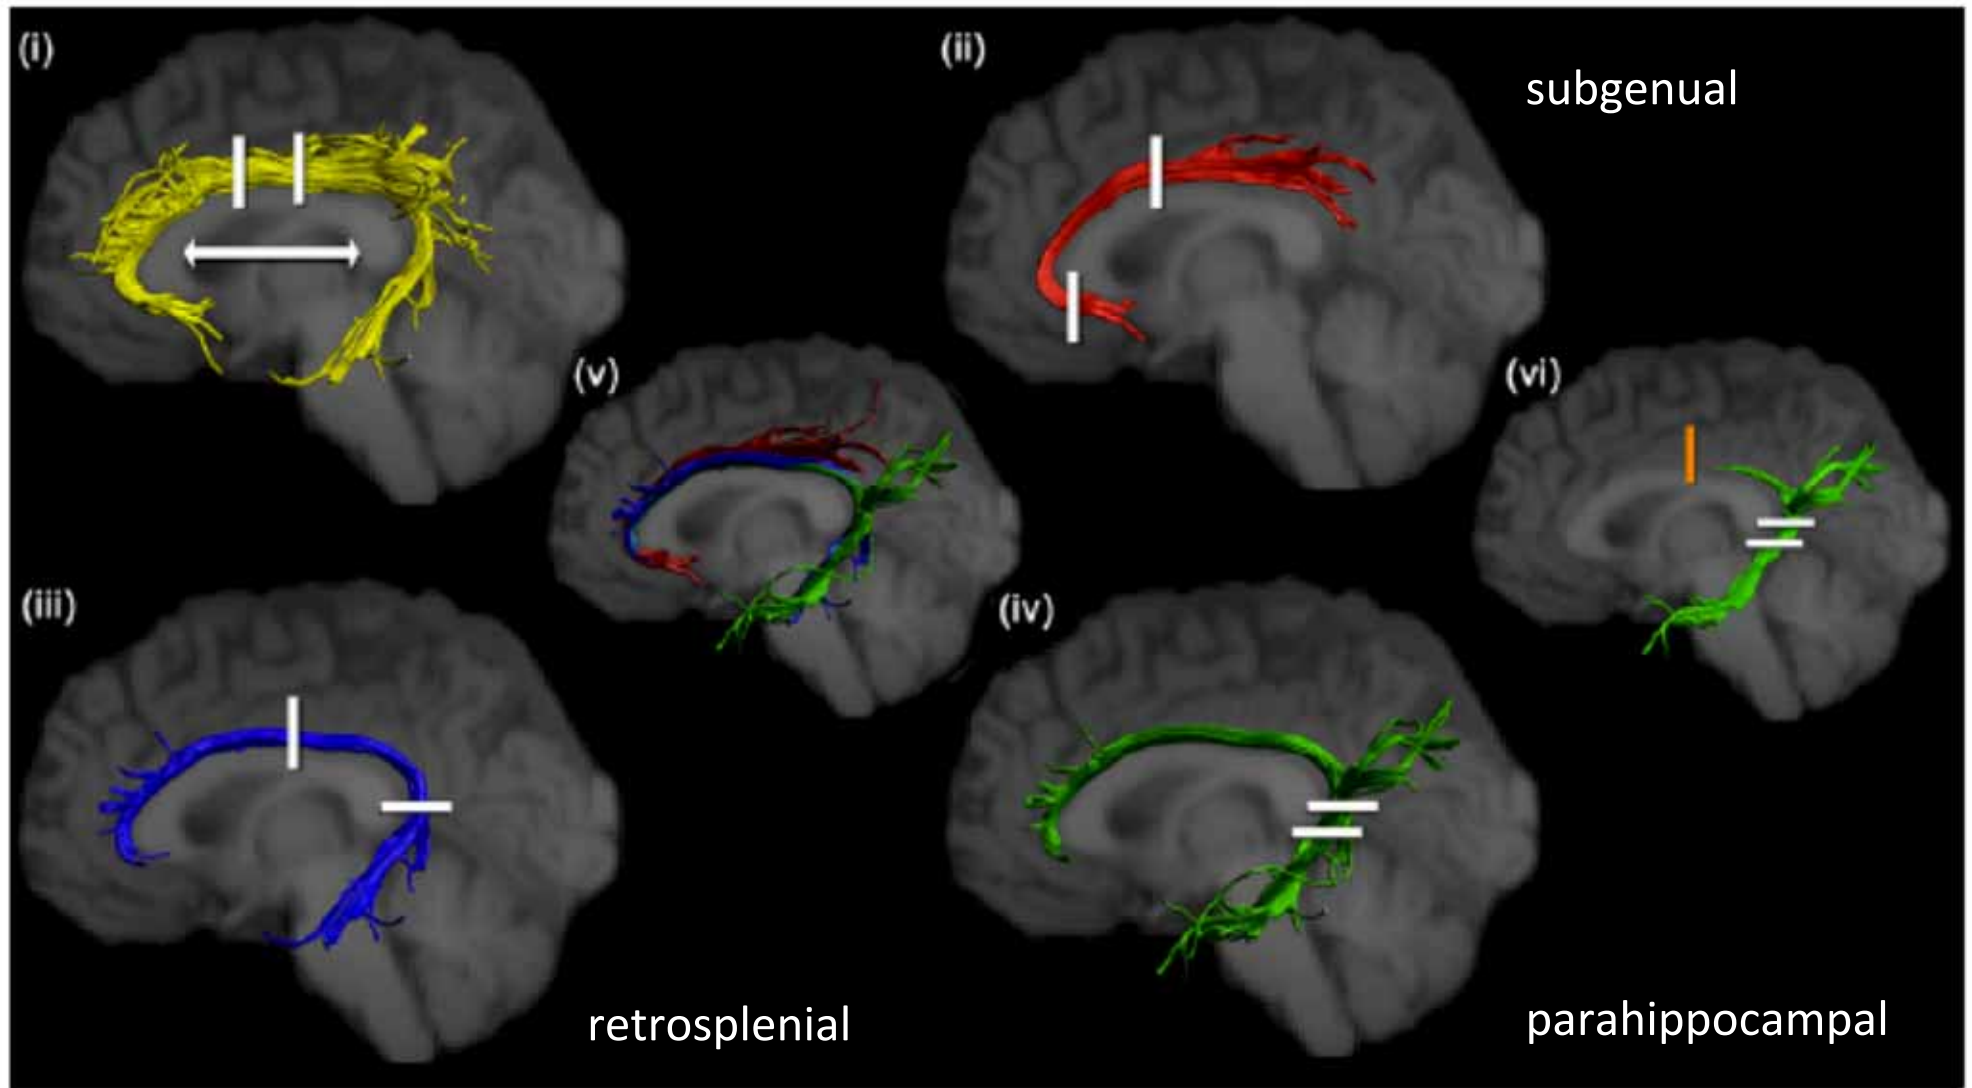 (i)
(ii)
subgenual
(v)
(vi)
(iii)
(iv)
retrosplenial
parahippocampal